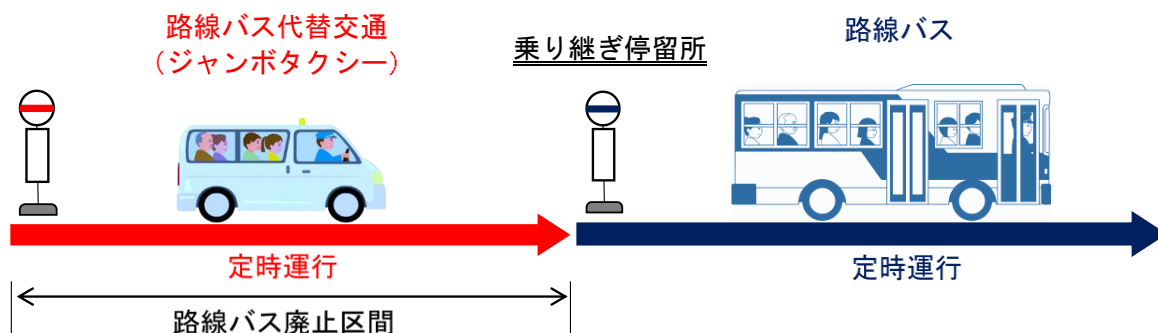 路線バス代替交通
(ジャンボタクシー)
乗り継ぎ停留所
路線バス
定時運行
定時運行
路線バス廃止区間